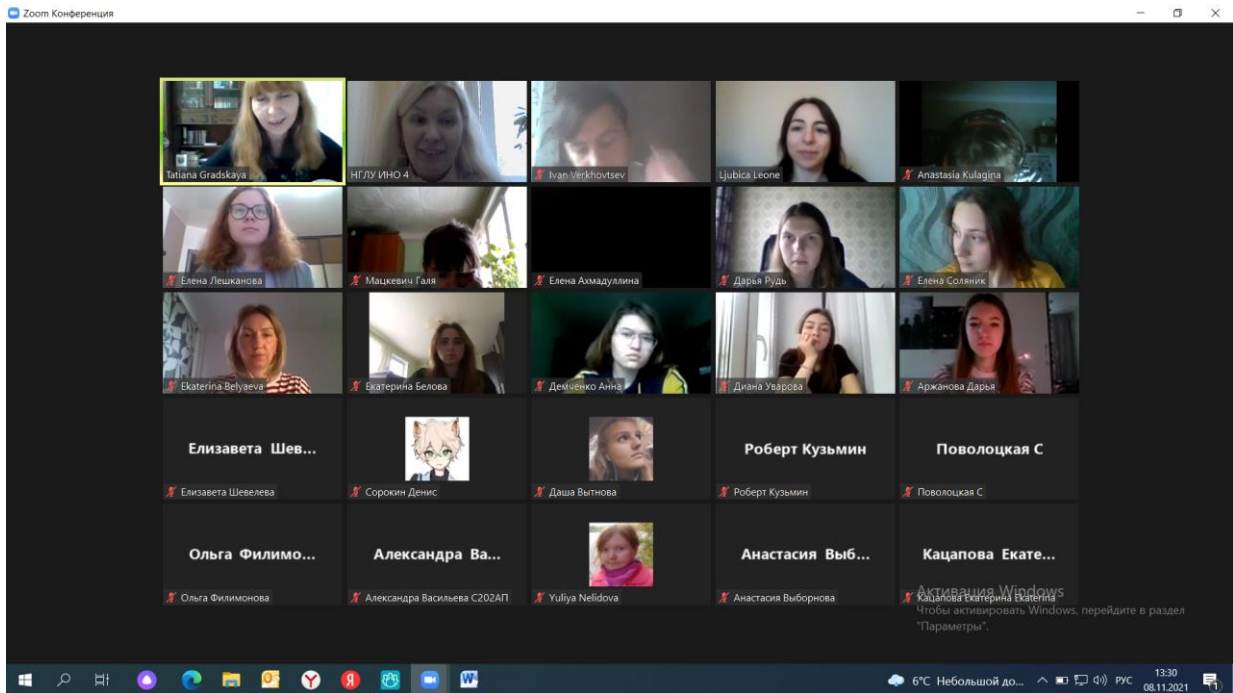 Zoom Конференция
Tatiana Gradskaya
НГЛУ ИНО 4
Ivan Verkhovtsev
Ljubica Leone
Anastasia Kulagina
Елена Лешканова
Мацкевич Галя
Елена Ахмадуллина
Дарья Рудь
Елена Соляник
Ekaterina Belyaeva
Екатерина Белова
Демченко Анна
Диана Уварова
Аржанова Дарья
Елизавета Шев...
Роберт Кузьмин
Поволоцкая С
Елизавета Шевелева
Сорокин Денис
Даша Вытнова
Роберт Кузьмин
Поволоцкая С
Ольга Филимо...
Александра Ва...
Анастасия Выб...
Кацапова Екате...
Ольга Филимонова
Александра Васильева С202АП
Yuliya Nelidova
Анастасия Выборнова
Кацапова Екатерина Ekaterina
Активация Windows
Чтобы активировать Windows, перейдите в раздел
"Параметры".
6°C Небольшой до...
РУС
13:30
08.11.2021